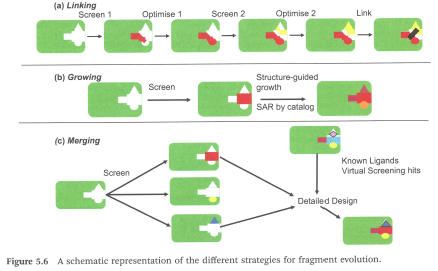 (a) Linking
Screen 1 Optimise 1 Screen 2 Optimise 2 Link
(b) Growing
Screen
Structure-guided
growth
SAR by catalog
(c) Merging
Screen
Known Ligands
Virtual Screening hits
Detailed Design
Figure 5.6 A schematic representation of the different strategies for fragment evolution.